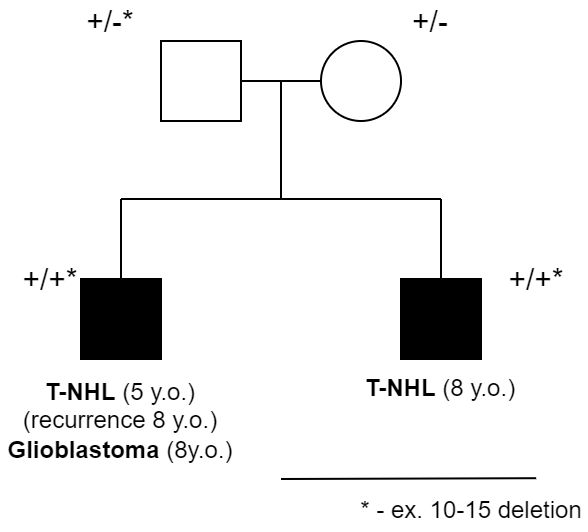 +/-*
+/-
+/+*
+/+*
T-NHL (5 y.o.)
(recurrence 8 y.o.)
Glioblastoma (8y.o.)
T-NHL (8 y.o.)
* - ex. 10-15 deletion